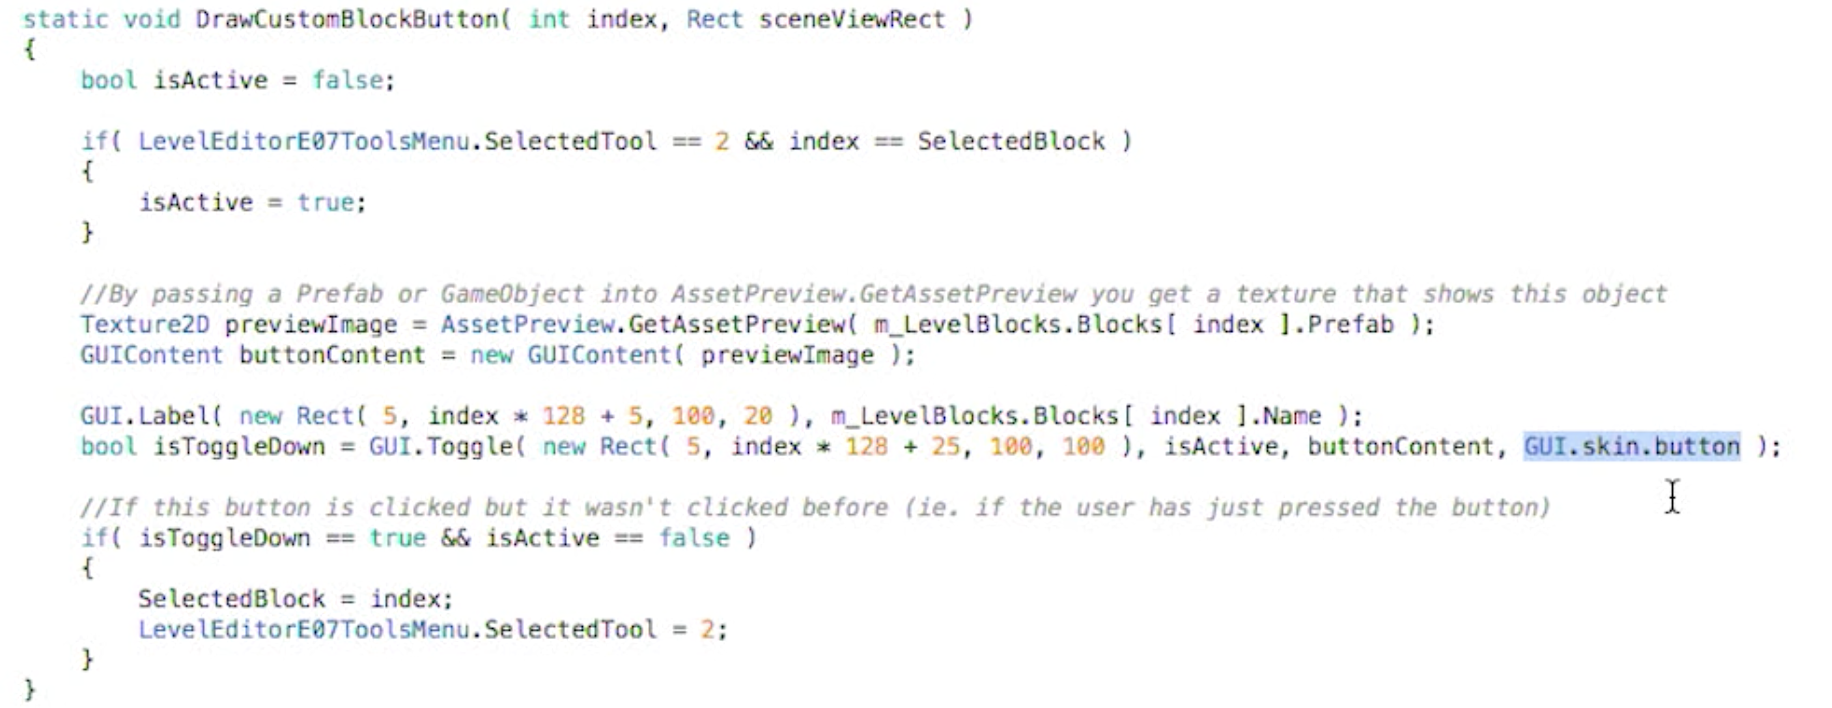 static void DrawCustomBlockButton( int index, Rect sceneViewRect )
{
bool isActive = false;
if( LevelEditorE07ToolsMenu.SelectedTool == 2 && index == SelectedBlock )
{
isActive = true;
}
//By passing a Prefab or GameObject into AssetPreview.GetAssetPreview you get a texture that shows this object
Texture2D previewImage = AssetPreview.GetAssetPreview( m_LevelBlocks.Blocks[ index ].Prefab );
GUIContent buttonContent = new GUIContent( previewImage );
GUI.Label( new Rect( 5, index * 128 + 5, 100, 20 ), m_LevelBlocks.Blocks[ index ].Name );
bool isToggleDown = GUI.Toggle( new Rect( 5, index * 128 + 25, 100, 100 ), isActive, buttonContent, GUI.skin.button );
//If this button is clicked but it wasn't clicked before (ie. if the user has just pressed the button)
if( isToggleDown == true && isActive == false )
{
SelectedBlock = index;
LevelEditorE07ToolsMenu.SelectedTool = 2;
}
}